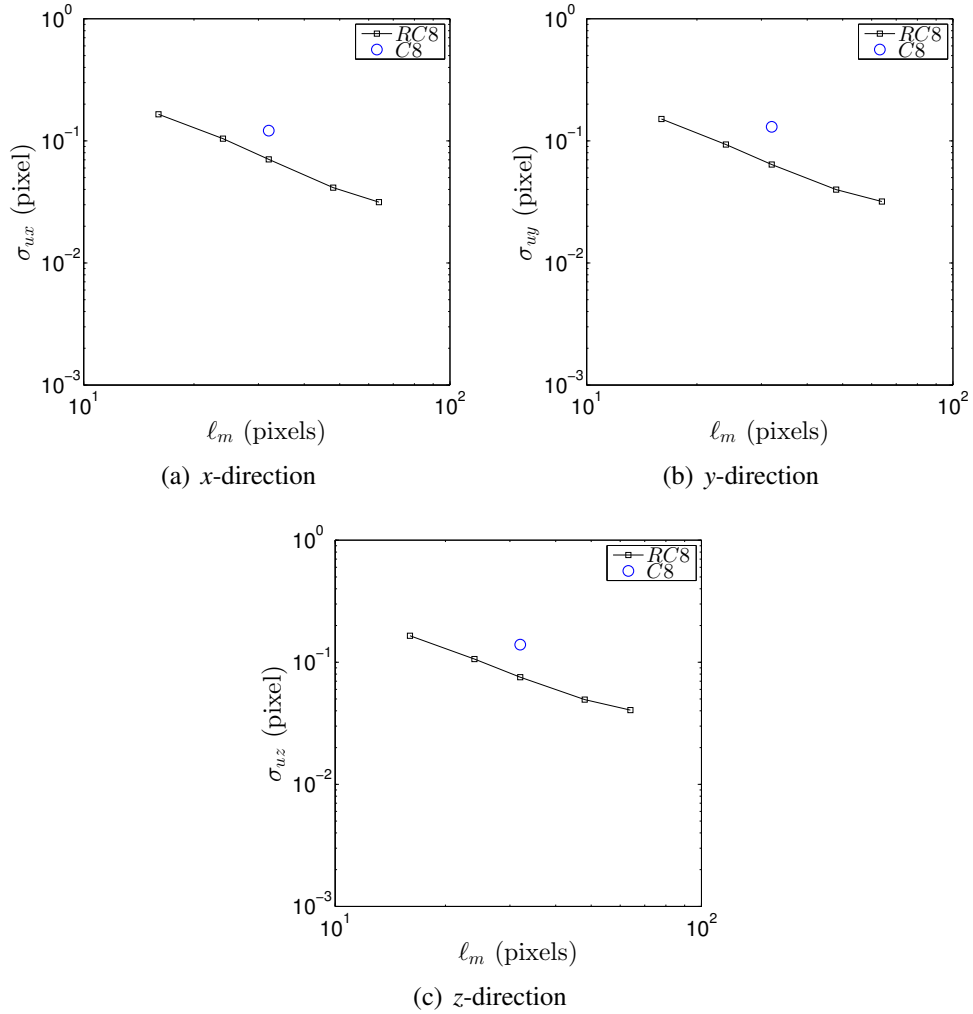 10^0
10^-1
10^-2
10^-3
10^1
10^2
σ_ux (pixel)
ℓ_m (pixels)
RC8
C8
(a) x-direction
10^0
10^-1
10^-2
10^-3
10^1
10^2
σ_uy (pixel)
ℓ_m (pixels)
RC8
C8
(b) y-direction
10^0
10^-1
10^-2
10^-3
10^1
10^2
σ_uz (pixel)
ℓ_m (pixels)
RC8
C8
(c) z-direction